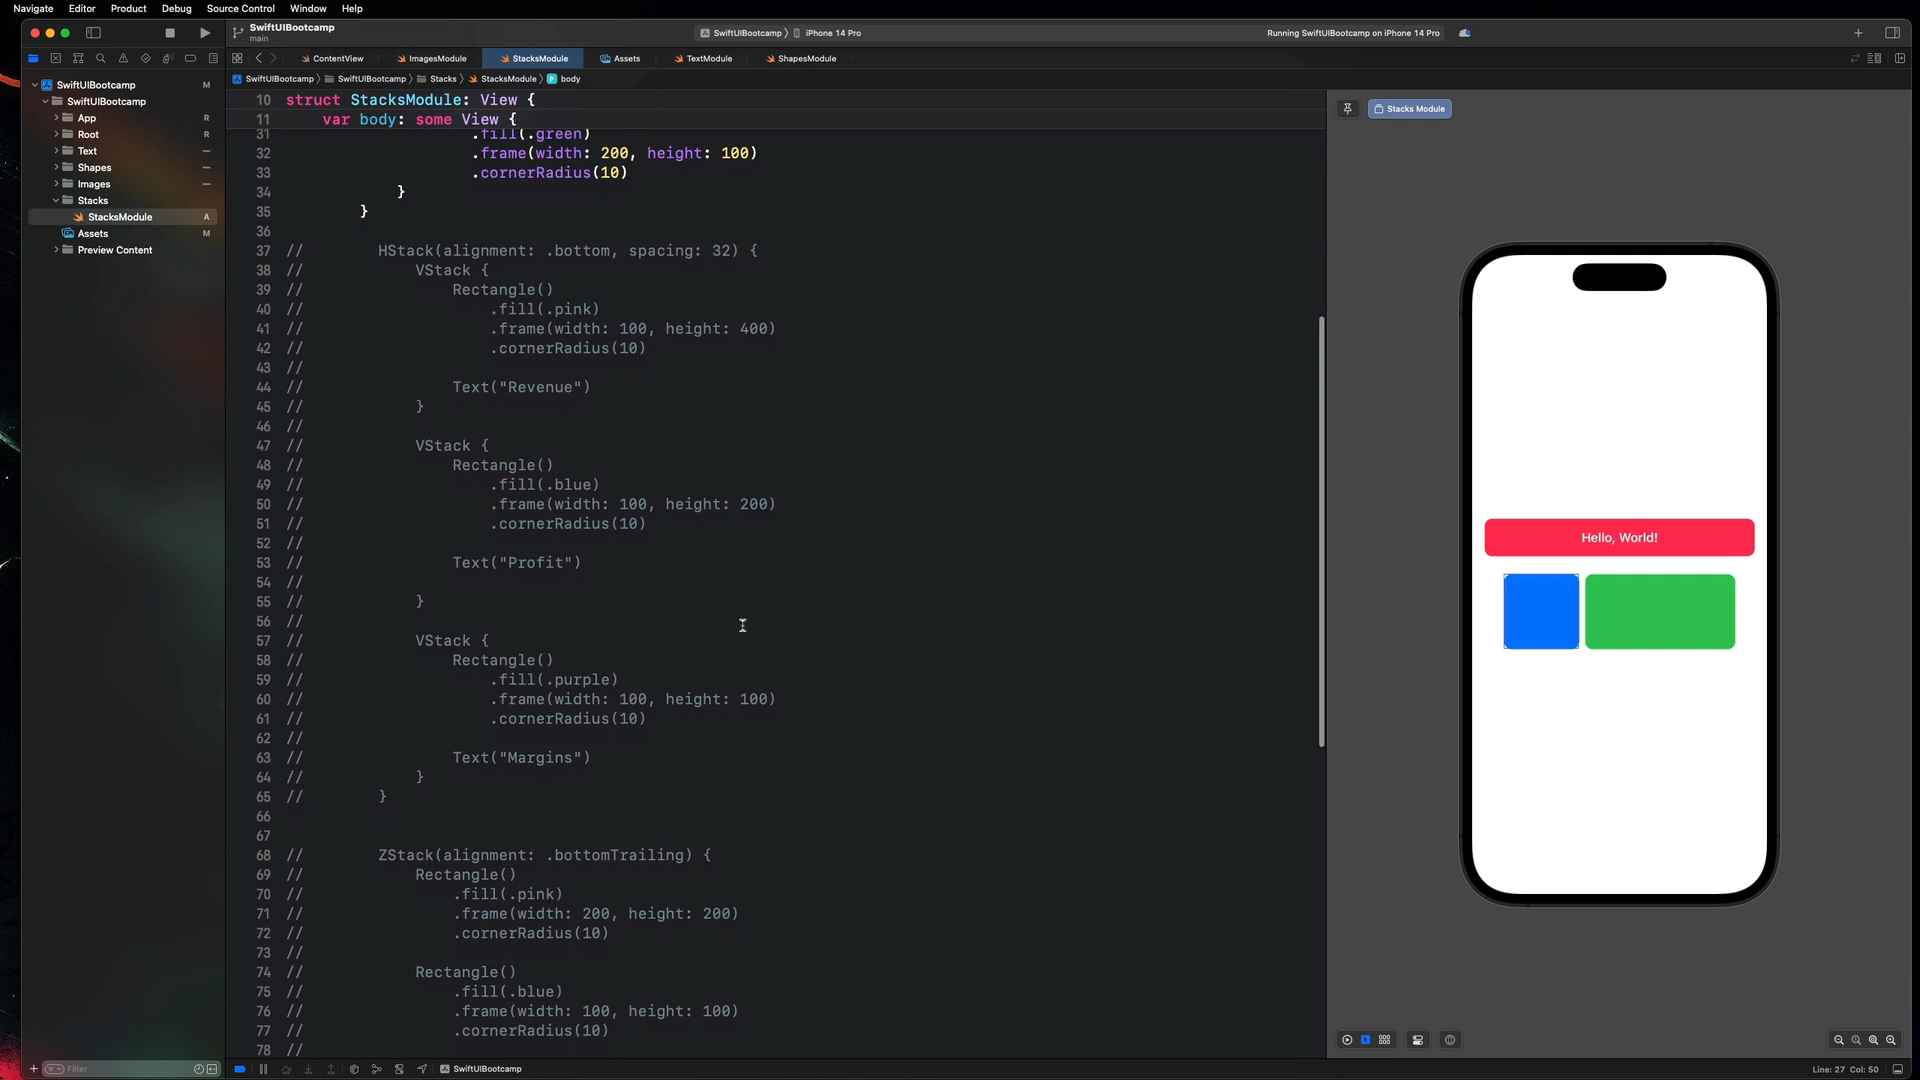 Navigate Editor Product Debug Source Control Window Help
SwiftUIBootcamp
main
SwiftUIBootcamp 〉 iPhone 14 Pro
Running SwiftUIBootcamp on iPhone 14 Pro
ContentView ImagesModule StacksModule Assets TextModule ShapesModule
SwiftUIBootcamp 〉 SwiftUIBootcamp 〉 Stacks 〉 StacksModule 〉 body
SwiftUIBootcamp M
SwiftUIBootcamp
App R
Root R
Text
Shapes
Images
Stacks
StacksModule A
Assets M
Preview Content
10 struct StacksModule: View {
11 var body: some View {
31 .fill(.green)
32 .frame(width: 200, height: 100)
33 .cornerRadius(10)
34 }
35 }
36
37 // HStack(alignment: .bottom, spacing: 32) {
38 // VStack {
39 // Rectangle()
40 // .fill(.pink)
41 // .frame(width: 100, height: 400)
42 // .cornerRadius(10)
43 //
44 // Text("Revenue")
45 // }
46 //
47 // VStack {
48 // Rectangle()
49 // .fill(.blue)
50 // .frame(width: 100, height: 200)
51 // .cornerRadius(10)
52 //
53 // Text("Profit")
54 //
55 // }
56 //
57 // VStack {
58 // Rectangle()
59 // .fill(.purple)
60 // .frame(width: 100, height: 100)
61 // .cornerRadius(10)
62 //
63 // Text("Margins")
64 // }
65 // }
66
67
68 // ZStack(alignment: .bottomTrailing) {
69 // Rectangle()
70 // .fill(.pink)
71 // .frame(width: 200, height: 200)
72 // .cornerRadius(10)
73 //
74 // Rectangle()
75 // .fill(.blue)
76 // .frame(width: 100, height: 100)
77 // .cornerRadius(10)
78 //
Stacks Module
Hello, World!
Filter
SwiftUIBootcamp
Line: 27 Col: 50